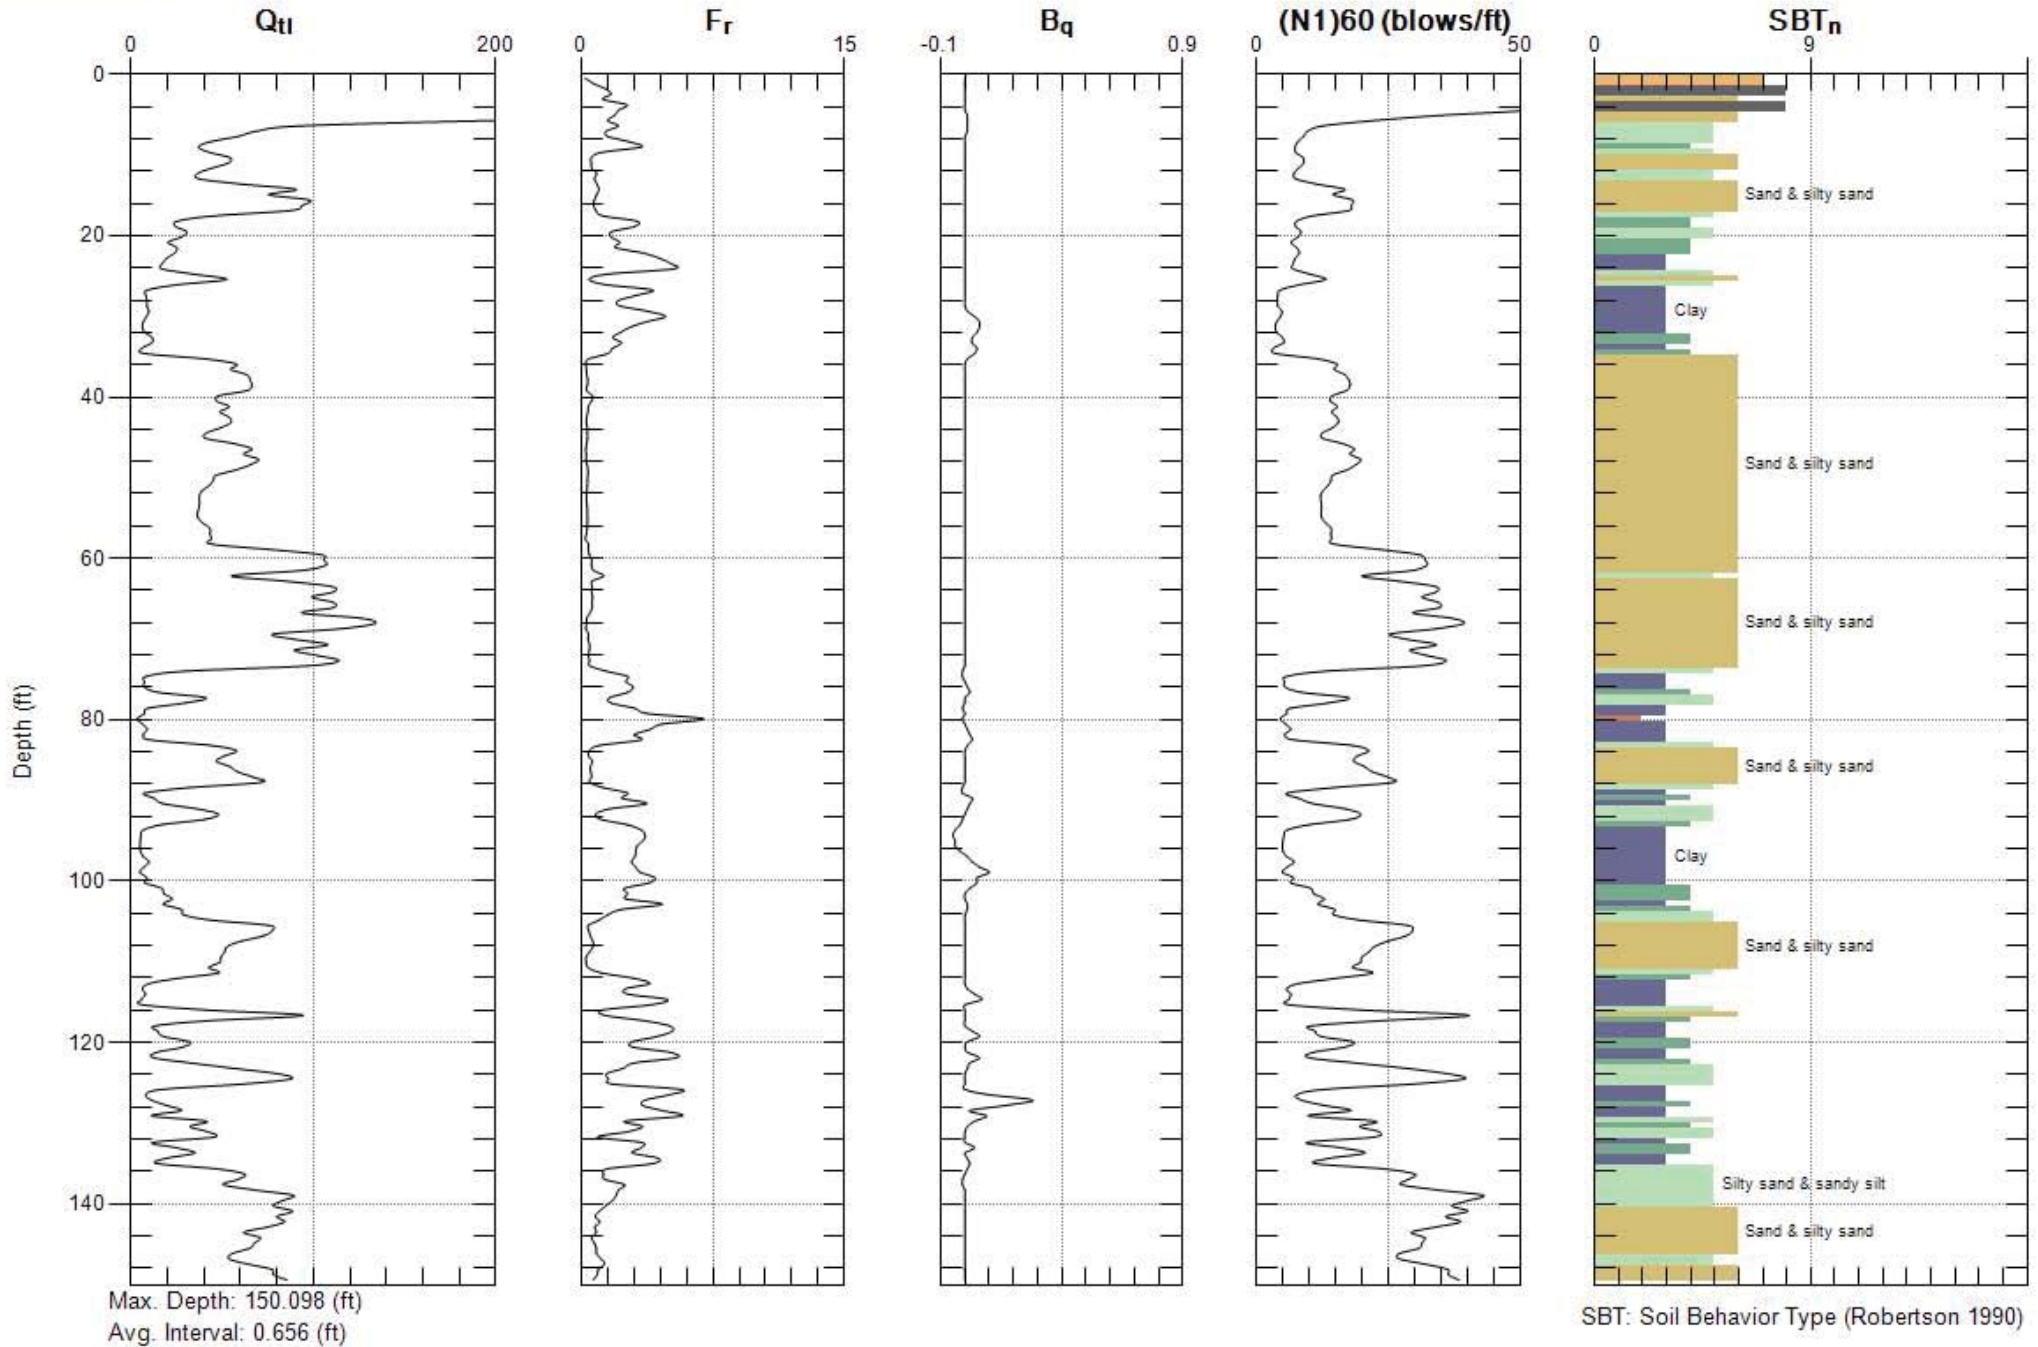 Qtl
Fr
Bq
(N1)60 (blows/ft)
SBTn
0 200
0 15
-0.1 0.9
0 50
0 9
0
20
40
60
80
100
120
140
Depth (ft)
Sand & silty sand
Clay
Sand & silty sand
Sand & silty sand
Sand & silty sand
Clay
Sand & silty sand
Silty sand & sandy silt
Sand & silty sand
Max. Depth: 150.098 (ft)
Avg. Interval: 0.656 (ft)
SBT: Soil Behavior Type (Robertson 1990)